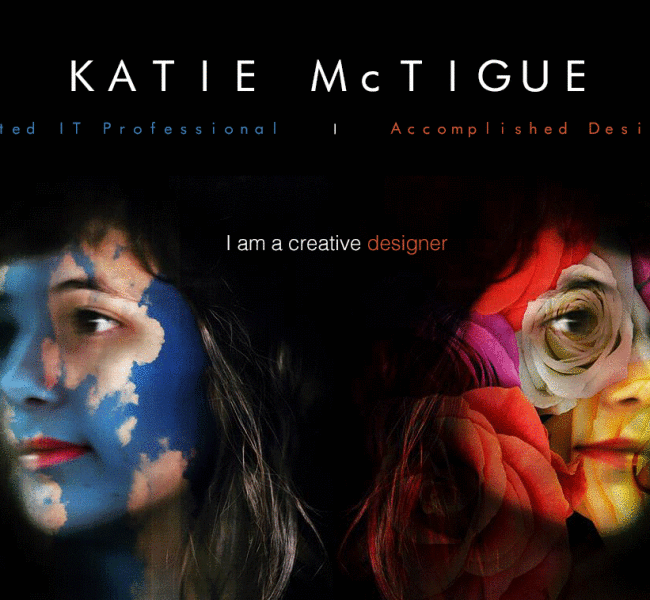 KATIE McTIGUE
IT Professional | Accomplished
I am a creative designer